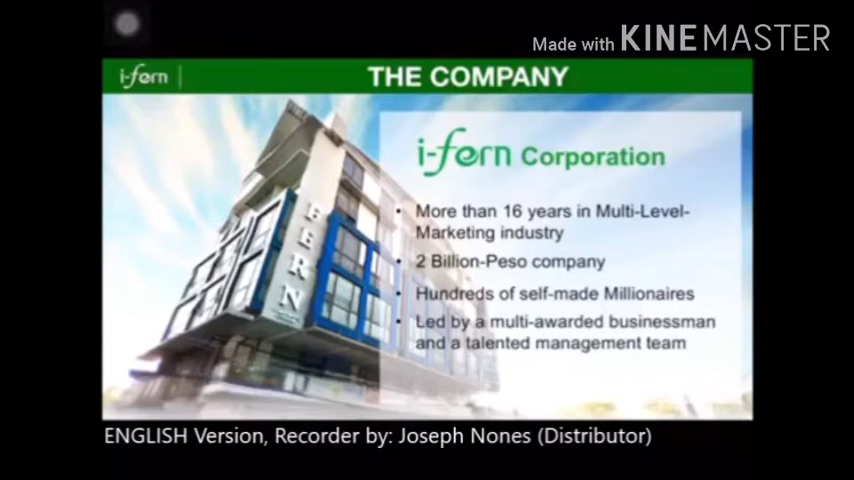 Made with KINEMASTER
i-fern
THE COMPANY
i-fern Corporation
• More than 16 years in Multi-Level-
Marketing industry
• 2 Billion-Peso company
• Hundreds of self-made Millionaires
• Led by a multi-awarded businessman
and a talented management team
FERN
ENGLISH Version, Recorder by: Joseph Nones (Distributor)